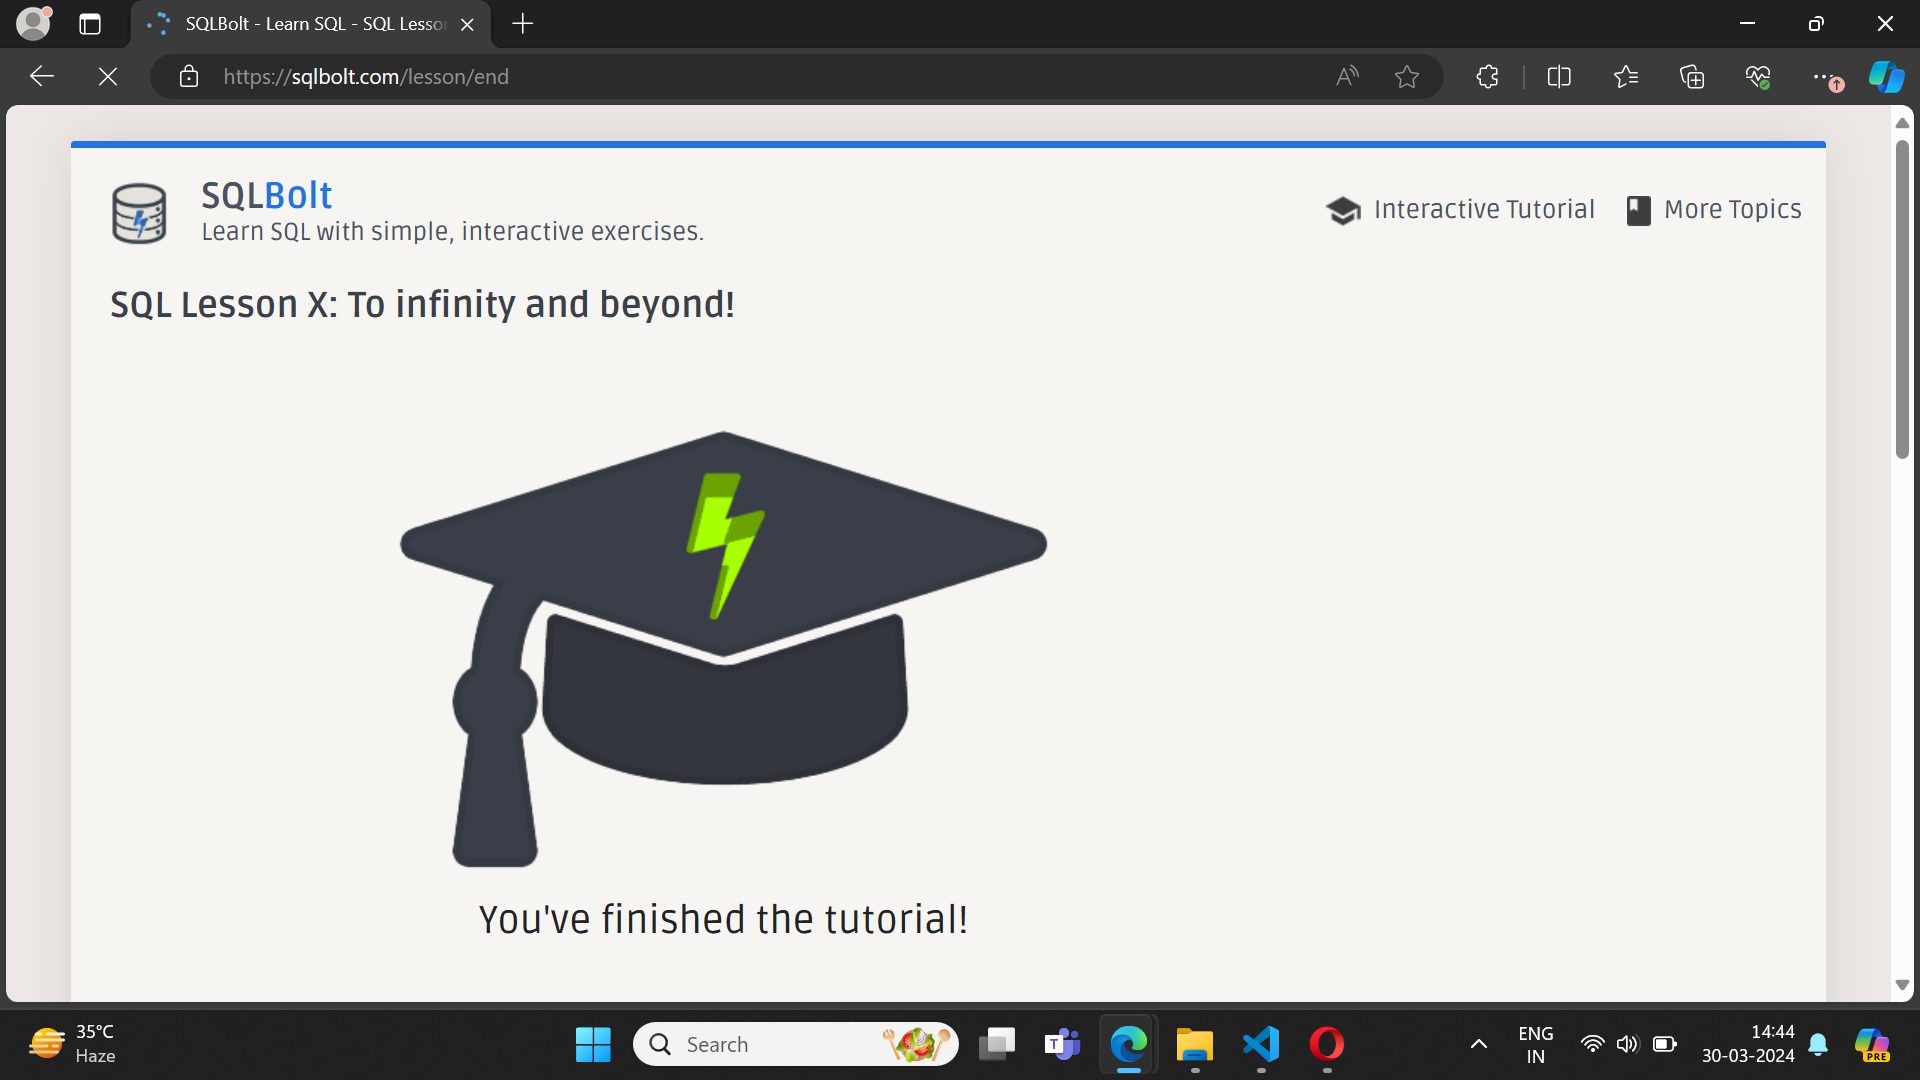 SQLBolt - Learn SQL - SQL Lesso
https://sqlbolt.com/lesson/end
SQLBolt
Learn SQL with simple, interactive exercises.
Interactive Tutorial
More Topics
SQL Lesson X: To infinity and beyond!
You've finished the tutorial!
35°C
Haze
Search
T
ENG
IN
14:44
30-03-2024
PRE